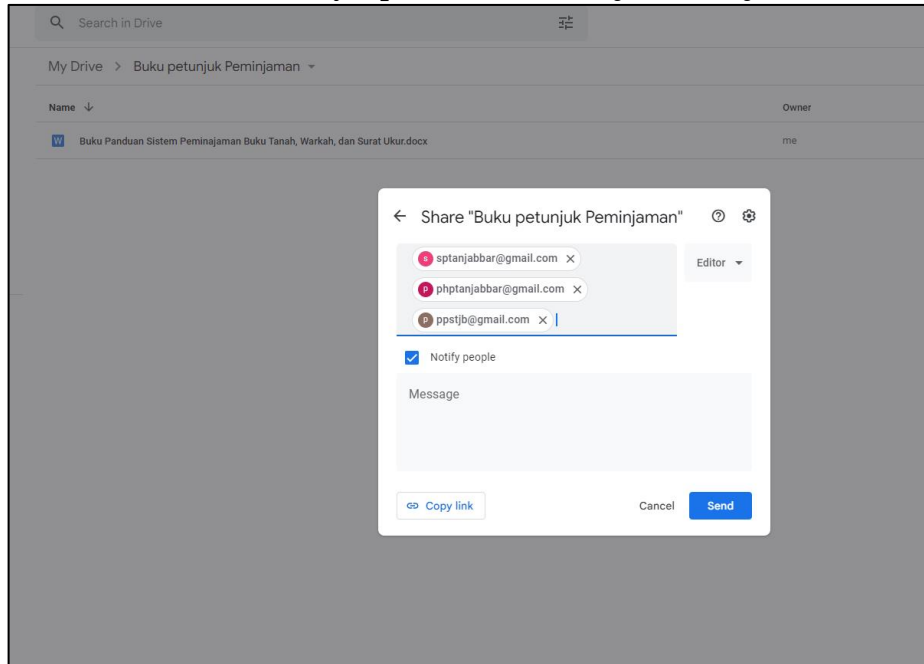 Search in Drive
My Drive > Buku petunjuk Peminjaman
Name Owner
W Buku Panduan Sistem Peminajaman Buku Tanah, Warkah, dan Surat Ukur.docx me
Share "Buku petunjuk Peminjaman"
s sptanjabbar@gmail.com Editor
p phptanjabbar@gmail.com
p ppstjb@gmail.com
Notify people
Message
Copy link Cancel Send